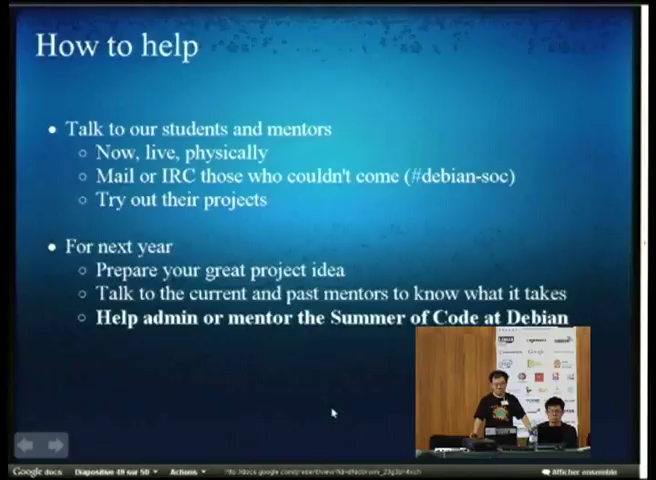 How to help
• Talk to our students and mentors
○ Now, live, physically
○ Mail or IRC those who couldn't come (#debian-soc)
○ Try out their projects
• For next year
○ Prepare your great project idea
○ Talk to the current and past mentors to know what it takes
○ Help admin or mentor the Summer of Code at Debian
Google
Google docs Diapositive 49 sur 50 Actions Afficher ensemble